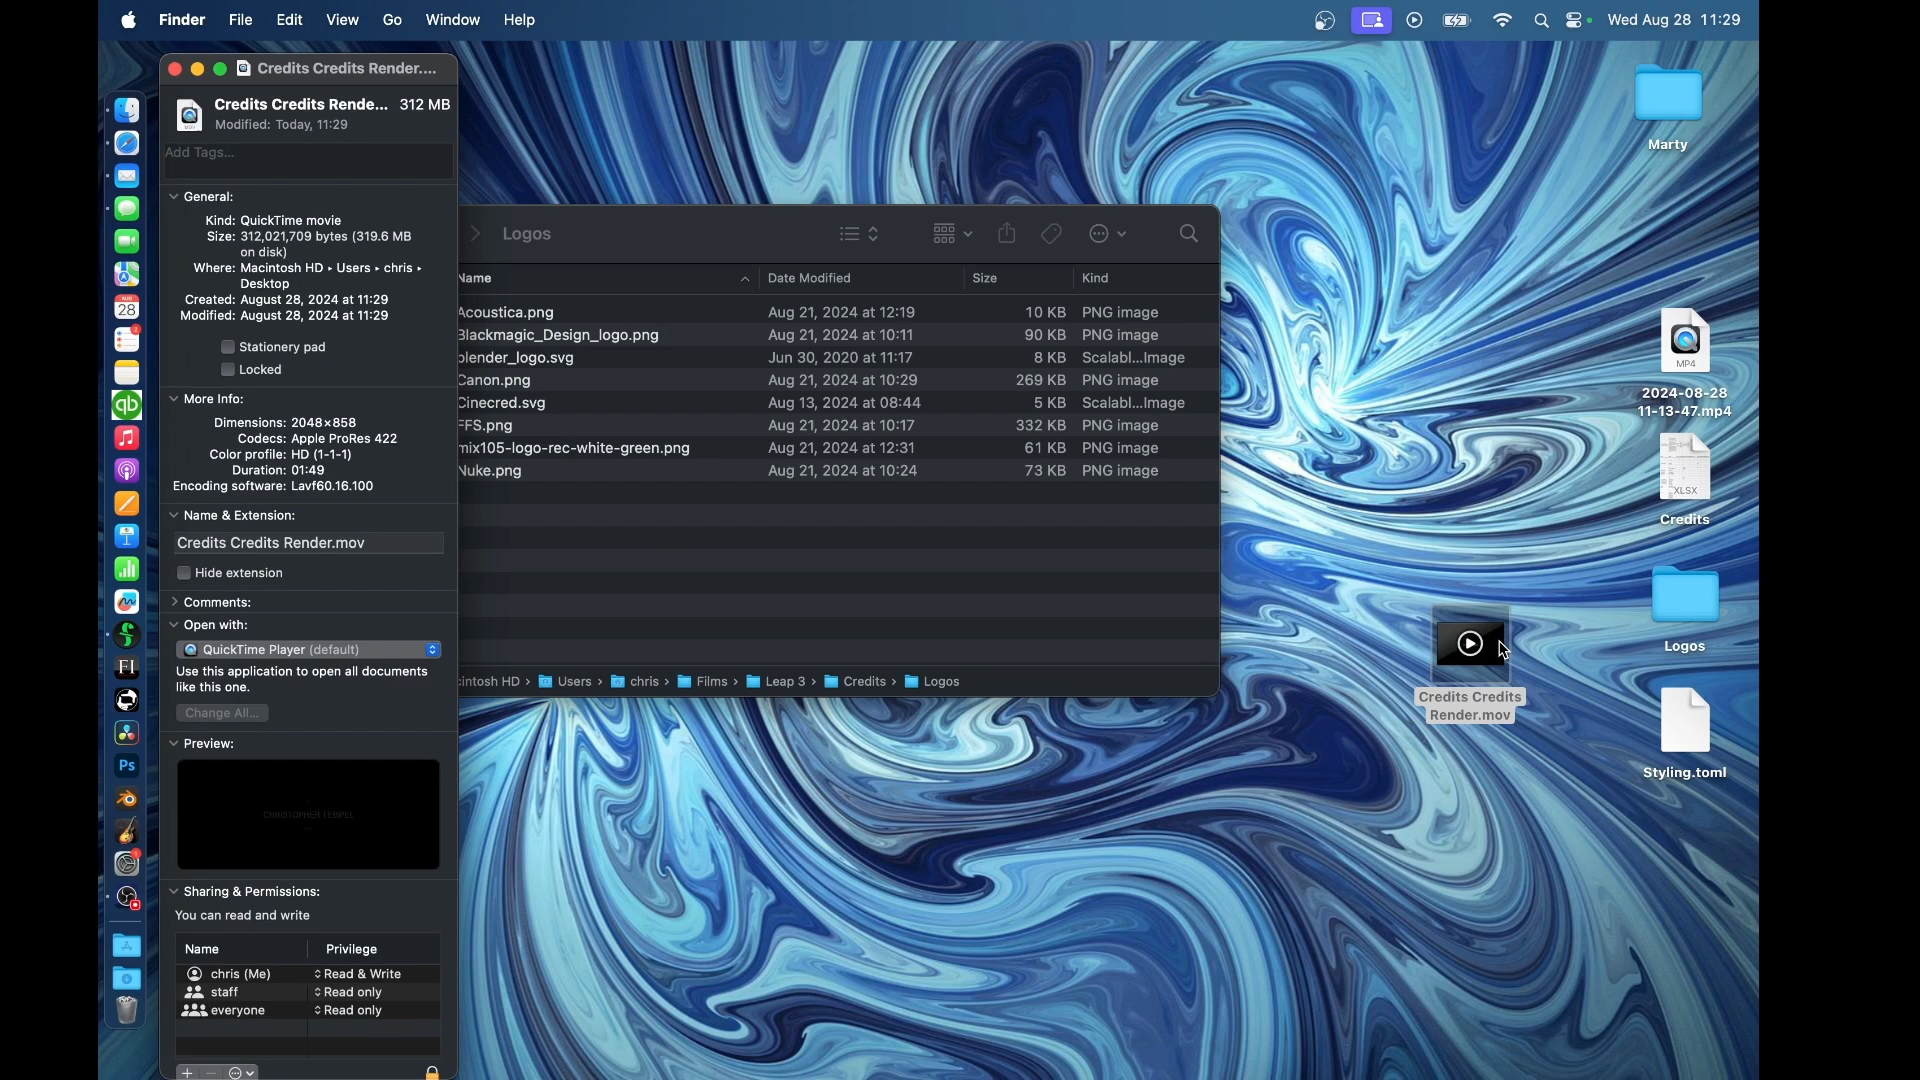 Finder File Edit View Go Window Help
Wed Aug 28 11:29
Credits Credits Render....
Credits Credits Rende... 312 MB
Modified: Today, 11:29
Add Tags...
General:
Kind: QuickTime movie
Size: 312,021,709 bytes (319.6 MB
on disk)
Where: Macintosh HD ▸ Users ▸ chris ▸
Desktop
Created: August 28, 2024 at 11:29
Modified: August 28, 2024 at 11:29
Stationery pad
Locked
More Info:
Dimensions: 2048×858
Codecs: Apple ProRes 422
Color profile: HD (1-1-1)
Duration: 01:49
Encoding software: Lavf60.16.100
Name & Extension:
Credits Credits Render.mov
Hide extension
Comments:
Open with:
QuickTime Player (default)
Use this application to open all documents
like this one.
Change All...
Preview:
CHRISTOPHER TEMPEL
Sharing & Permissions:
You can read and write
Name Privilege
chris (Me) Read & Write
staff Read only
everyone Read only
Logos
Name Date Modified Size Kind
Acoustica.png Aug 21, 2024 at 12:19 10 KB PNG image
Blackmagic_Design_logo.png Aug 21, 2024 at 10:11 90 KB PNG image
blender_logo.svg Jun 30, 2020 at 11:17 8 KB Scalabl...Image
Canon.png Aug 21, 2024 at 10:29 269 KB PNG image
Cinecred.svg Aug 13, 2024 at 08:44 5 KB Scalabl...Image
FFS.png Aug 21, 2024 at 10:17 332 KB PNG image
mix105-logo-rec-white-green.png Aug 21, 2024 at 12:31 61 KB PNG image
Nuke.png Aug 21, 2024 at 10:24 73 KB PNG image
intosh HD › Users › chris › Films › Leap 3 › Credits › Logos
Marty
MP4
2024-08-28
11-13-47.mp4
XLSX
Credits
Logos
Credits Credits
Render.mov
Styling.toml
AUG
28
2
qb
FI
Ps
1